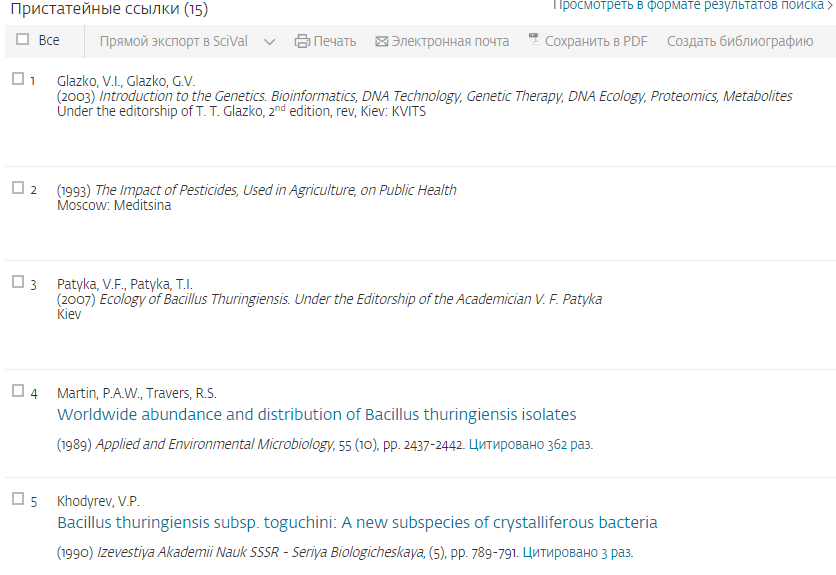 Пристатейные ссылки (15)
Просмотреть в формате результатов поиска >
Все
Прямой экспорт в SciVal
Печать
Электронная почта
Сохранить в PDF
Создать библиографию
1
Glazko, V.I., Glazko, G.V.
(2003) Introduction to the Genetics. Bioinformatics, DNA Technology, Genetic Therapy, DNA Ecology, Proteomics, Metabolites
Under the editorship of T. T. Glazko, 2nd edition, rev, Kiev: KVITS
2
(1993) The Impact of Pesticides, Used in Agriculture, on Public Health
Moscow: Meditsina
3
Patyka, V.F., Patyka, T.I.
(2007) Ecology of Bacillus Thuringiensis. Under the Editorship of the Academician V. F. Patyka
Kiev
4
Martin, P.A.W., Travers, R.S.
Worldwide abundance and distribution of Bacillus thuringiensis isolates
(1989) Applied and Environmental Microbiology, 55 (10), pp. 2437-2442. Цитировано 362 раз.
5
Khodyrev, V.P.
Bacillus thuringiensis subsp. toguchini: A new subspecies of crystalliferous bacteria
(1990) Izevestiya Akademii Nauk SSSR - Seriya Biologicheskaya, (5), pp. 789-791. Цитировано 3 раз.